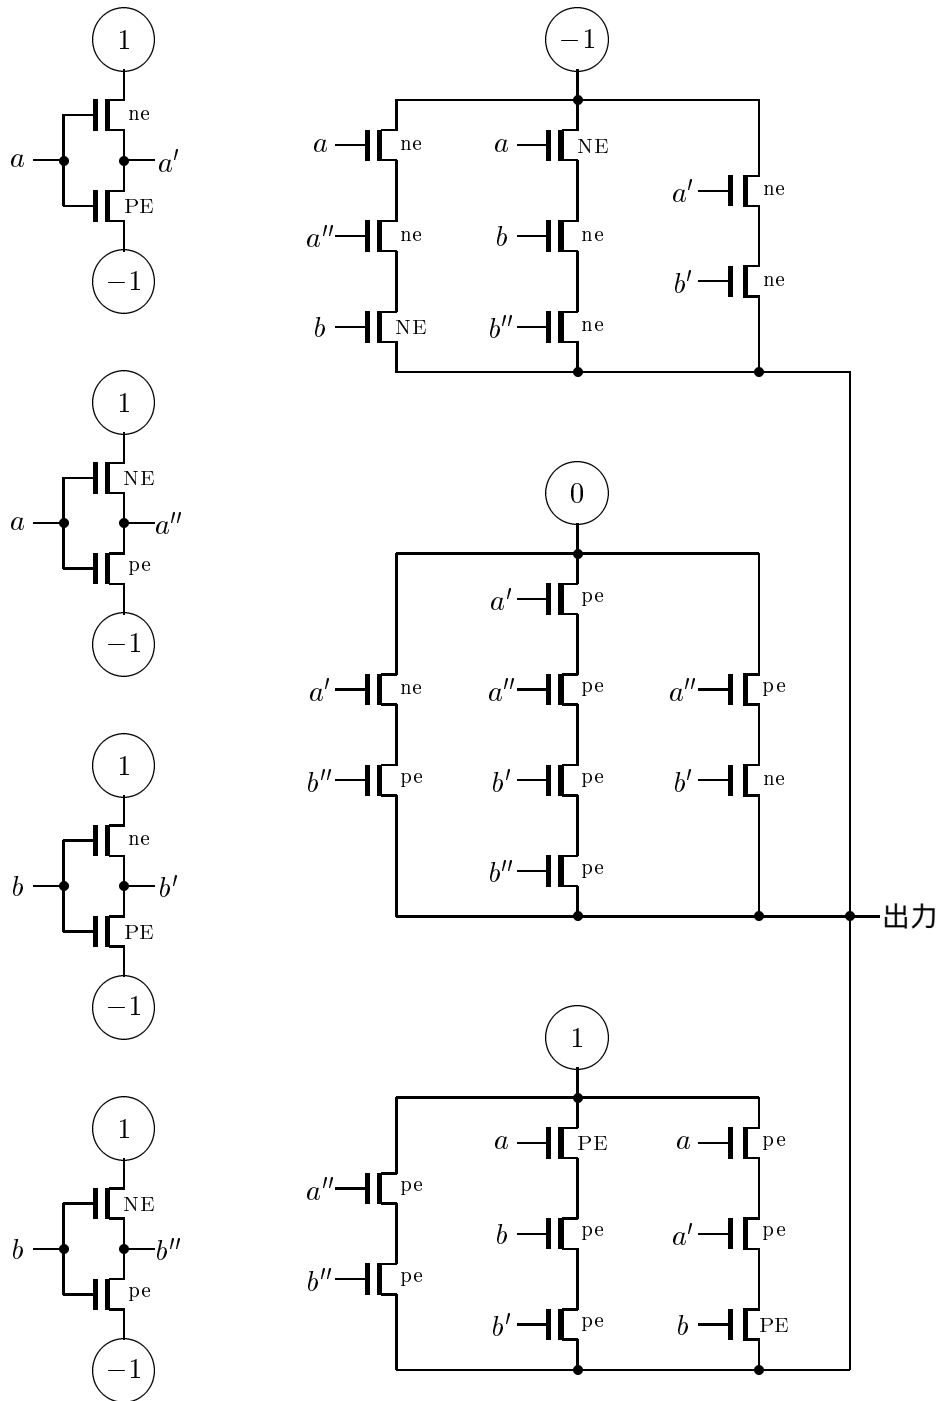 1
ne
a a′
PE
−1
1
NE
a a″
pe
−1
1
ne
b b′
PE
−1
1
NE
b b″
pe
−1
−1
a ne a NE
a′ ne
a″ ne b ne
b′ ne
b NE b″ ne
0
a′ pe
a′ ne a″ pe a″ pe
b″ pe b′ pe b′ ne
b″ pe
出力
1
a PE a pe
a″ pe
b pe a′ pe
b″ pe
b′ pe b PE